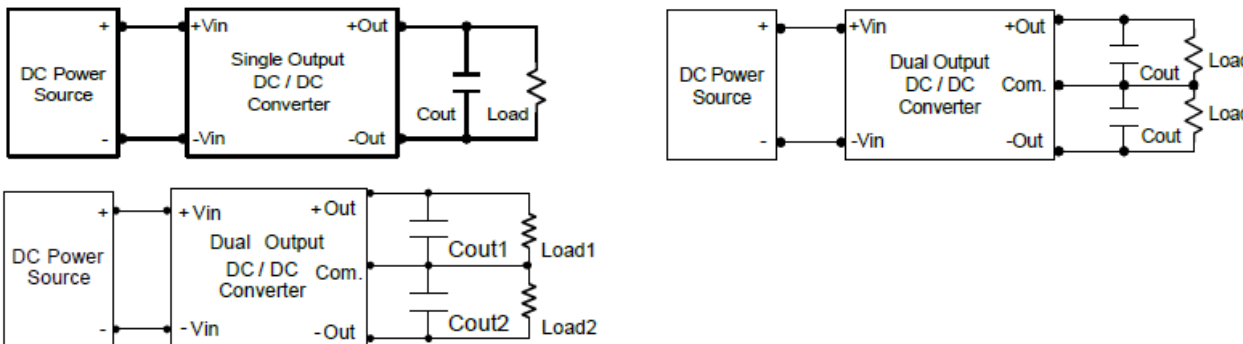 +
+Vin
+Out
DC Power
Source
Single Output
DC / DC
Converter
Cout
Load
-
-Vin
-Out
+
+Vin
+Out
DC Power
Source
Dual Output
DC / DC
Converter
Com.
Cout
Load
Cout
Load
-
-Vin
-Out
+
+Vin
+Out
DC Power
Source
Dual Output
DC / DC
Converter
Com.
Cout1
Load1
Cout2
Load2
-
-Vin
-Out